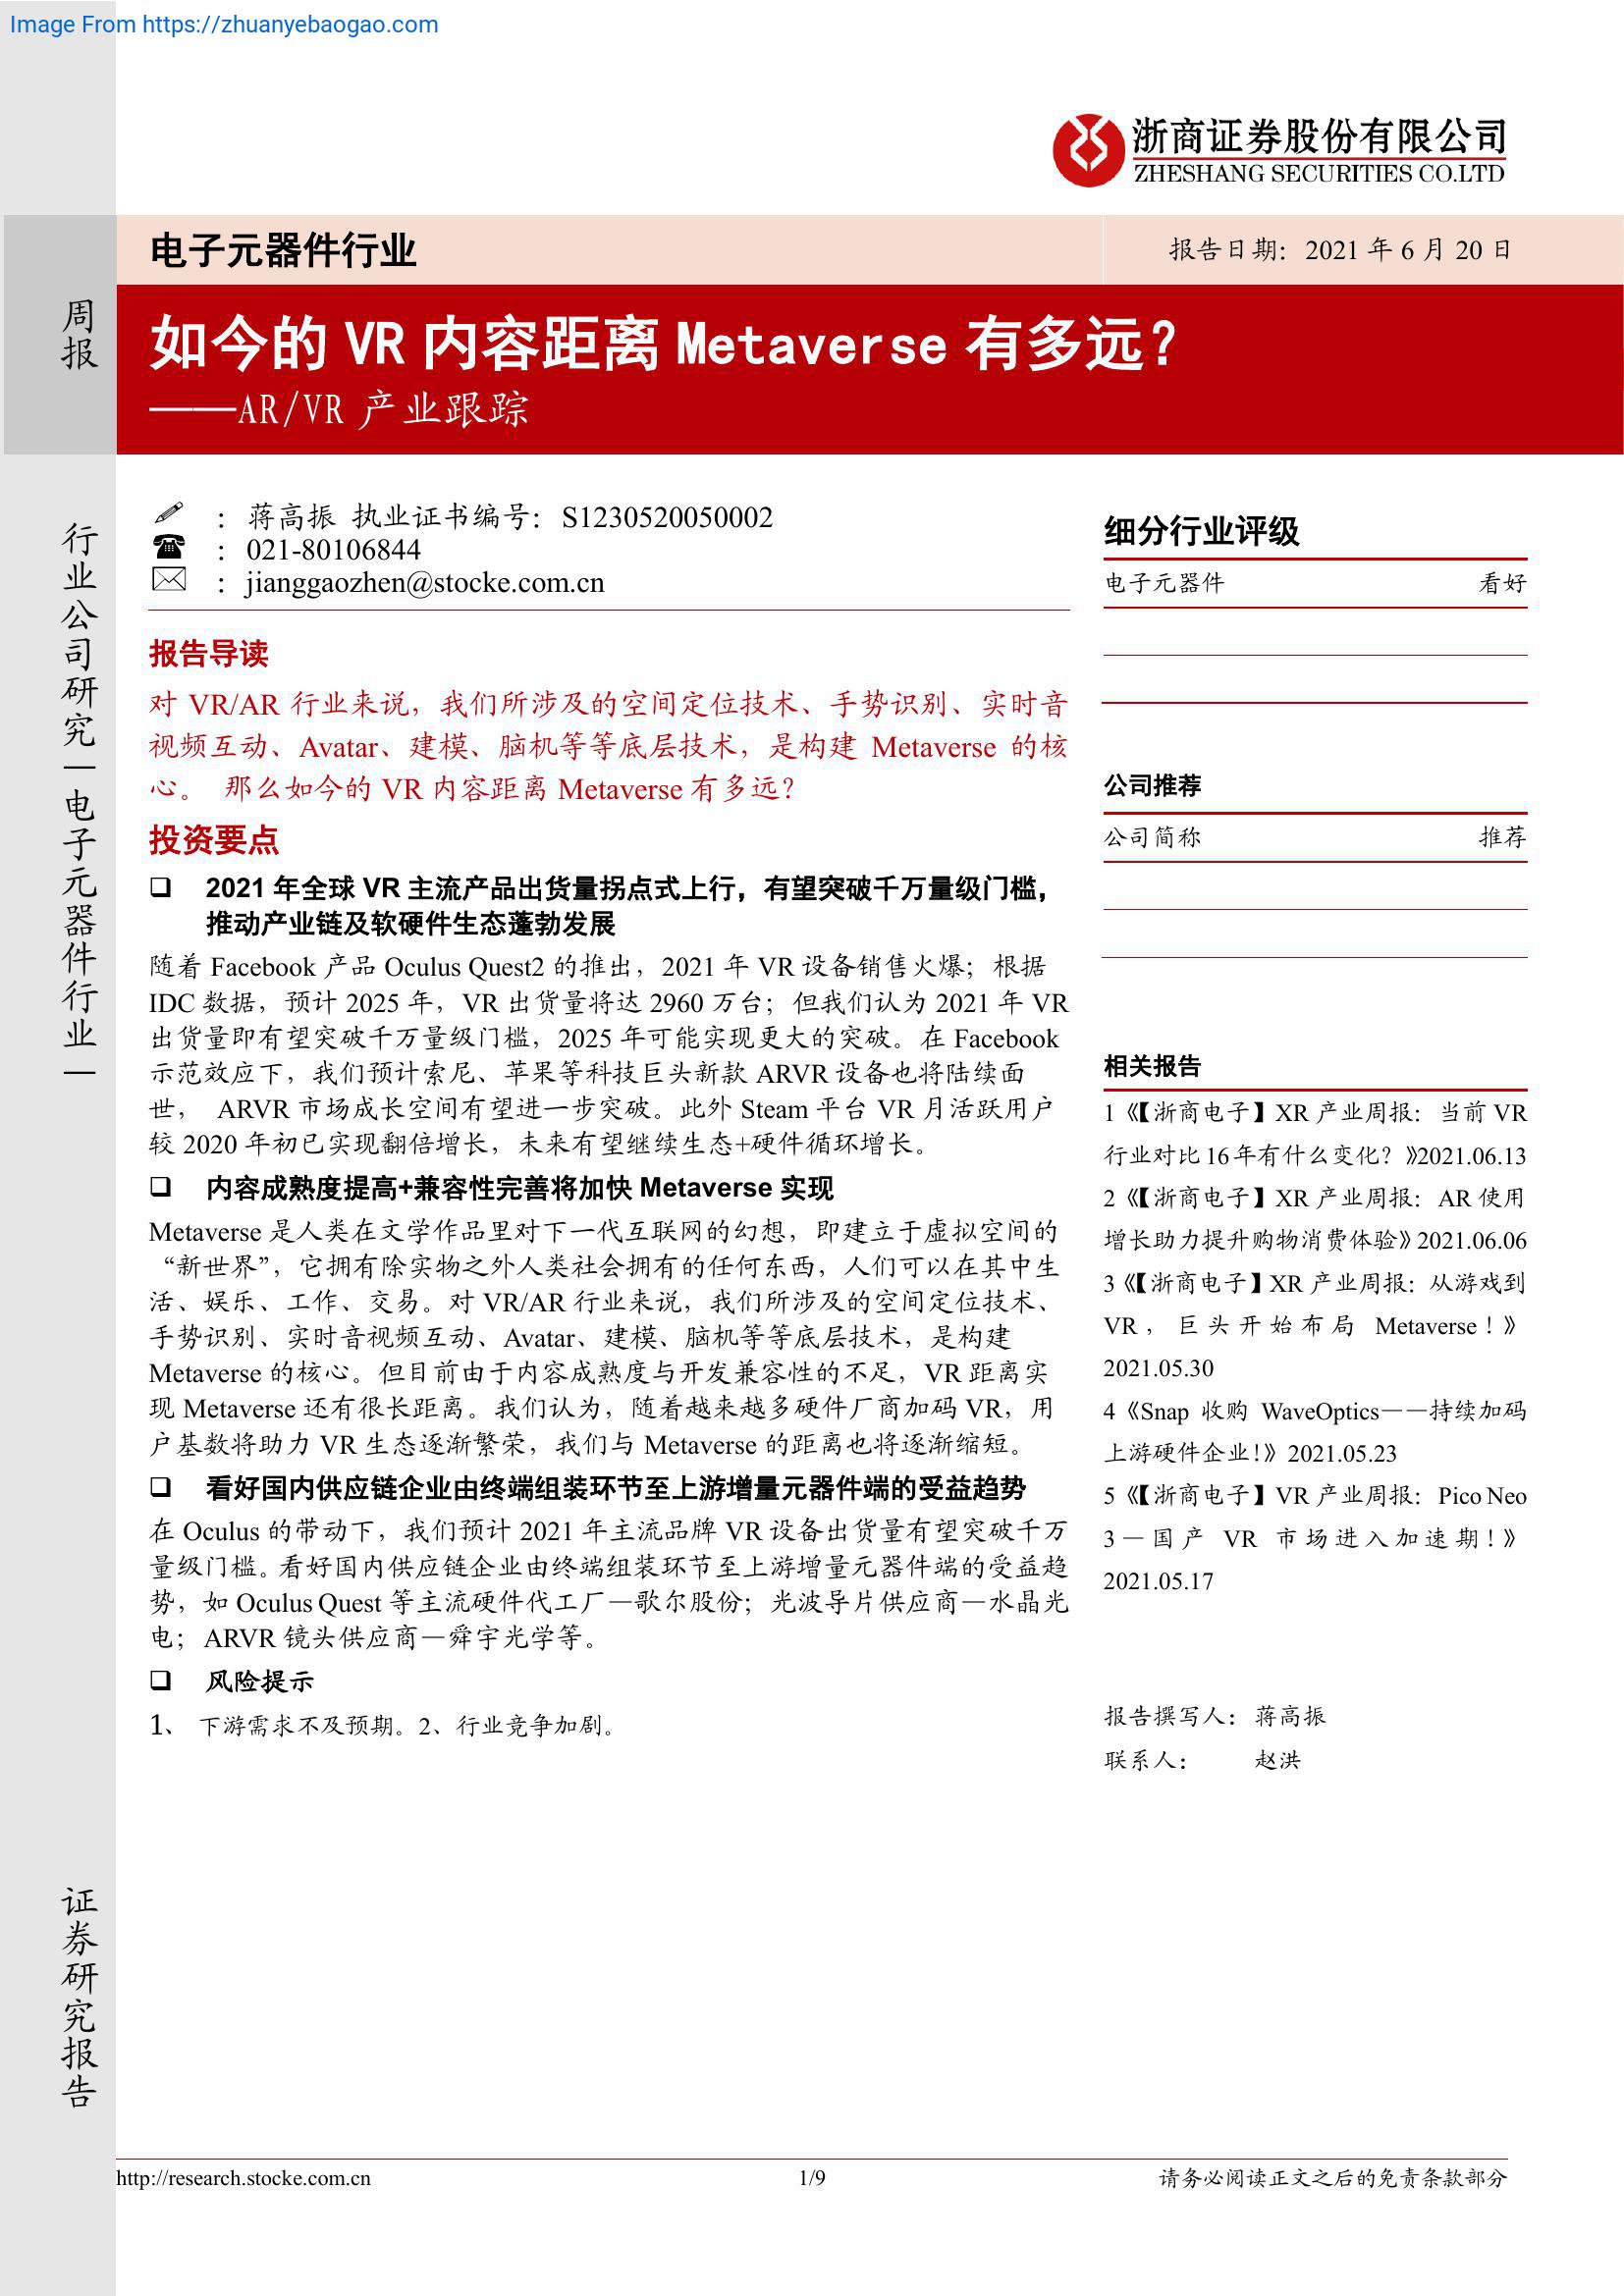 Image From https://zhuanyebaogao.com
浙商证券股份有限公司
ZHESHANG SECURITIES CO.LTD
电子元器件行业
报告日期：2021 年 6 月 20 日
周报
如今的 VR 内容距离 Metaverse 有多远？
——AR/VR 产业跟踪
行业公司研究—电子元器件行业—
：蒋高振 执业证书编号：S1230520050002
：021-80106844
：jianggaozhen@stocke.com.cn
报告导读
对 VR/AR 行业来说，我们所涉及的空间定位技术、手势识别、实时音
视频互动、Avatar、建模、脑机等等底层技术，是构建 Metaverse 的核
心。 那么如今的 VR 内容距离 Metaverse 有多远？
投资要点
❑ 2021 年全球 VR 主流产品出货量拐点式上行，有望突破千万量级门槛，
推动产业链及软硬件生态蓬勃发展
随着 Facebook 产品 Oculus Quest2 的推出，2021 年 VR 设备销售火爆；根据
IDC 数据，预计 2025 年，VR 出货量将达 2960 万台；但我们认为 2021 年 VR
出货量即有望突破千万量级门槛，2025 年可能实现更大的突破。在 Facebook
示范效应下，我们预计索尼、苹果等科技巨头新款 ARVR 设备也将陆续面
世， ARVR 市场成长空间有望进一步突破。此外 Steam 平台 VR 月活跃用户
较 2020 年初已实现翻倍增长，未来有望继续生态+硬件循环增长。
❑ 内容成熟度提高+兼容性完善将加快 Metaverse 实现
Metaverse 是人类在文学作品里对下一代互联网的幻想，即建立于虚拟空间的
“新世界”，它拥有除实物之外人类社会拥有的任何东西，人们可以在其中生
活、娱乐、工作、交易。对 VR/AR 行业来说，我们所涉及的空间定位技术、
手势识别、实时音视频互动、Avatar、建模、脑机等等底层技术，是构建
Metaverse 的核心。但目前由于内容成熟度与开发兼容性的不足，VR 距离实
现 Metaverse 还有很长距离。我们认为，随着越来越多硬件厂商加码 VR，用
户基数将助力 VR 生态逐渐繁荣，我们与 Metaverse 的距离也将逐渐缩短。
❑ 看好国内供应链企业由终端组装环节至上游增量元器件端的受益趋势
在 Oculus 的带动下，我们预计 2021 年主流品牌 VR 设备出货量有望突破千万
量级门槛。看好国内供应链企业由终端组装环节至上游增量元器件端的受益趋
势，如 Oculus Quest 等主流硬件代工厂—歌尔股份；光波导片供应商—水晶光
电；ARVR 镜头供应商—舜宇光学等。
❑ 风险提示
1、 下游需求不及预期。2、行业竞争加剧。
细分行业评级
电子元器件 看好
公司推荐
公司简称 推荐
相关报告
1《【浙商电子】XR 产业周报：当前 VR
行业对比 16 年有什么变化？》2021.06.13
2《【浙商电子】XR 产业周报：AR 使用
增长助力提升购物消费体验》2021.06.06
3《【浙商电子】XR 产业周报：从游戏到
VR，巨头开始布局 Metaverse！》
2021.05.30
4《Snap 收购 WaveOptics——持续加码
上游硬件企业！》2021.05.23
5《【浙商电子】VR 产业周报：Pico Neo
3—国产 VR 市场进入加速期！》
2021.05.17
报告撰写人：蒋高振
联系人： 赵洪
证券研究报告
http://research.stocke.com.cn
1/9
请务必阅读正文之后的免责条款部分